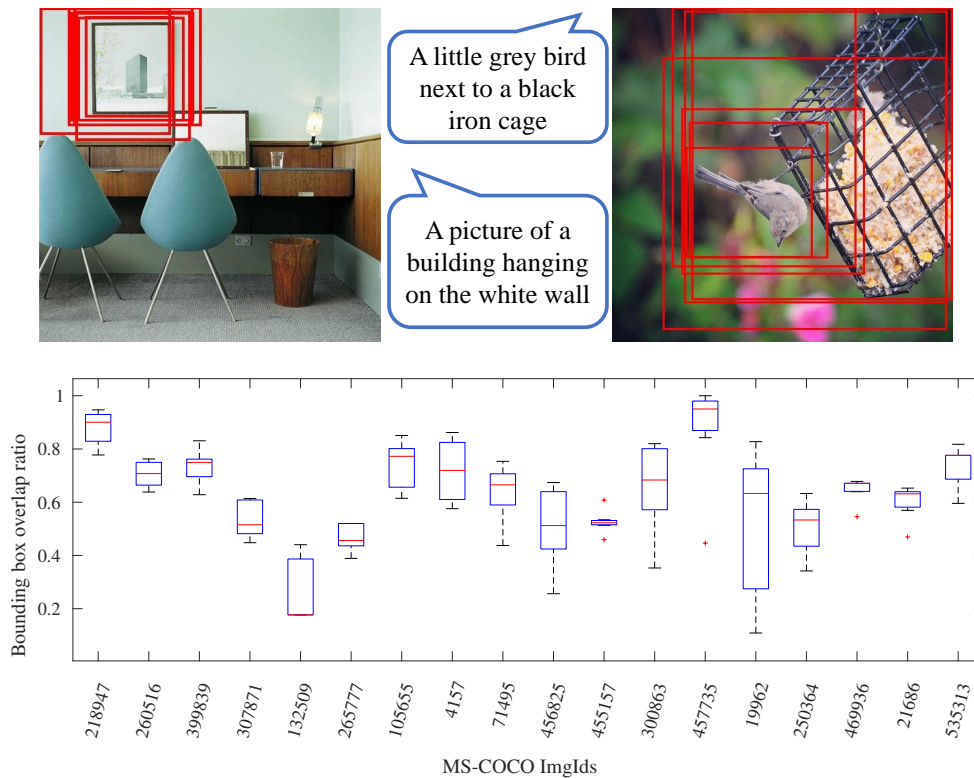 A little grey bird
next to a black
iron cage
A picture of a
building hanging
on the white wall
Bounding box overlap ratio
1
0.8
0.6
0.4
0.2
218947
260516
399839
307871
132509
265777
105655
4157
71495
456825
455157
300863
457735
19962
250364
469936
21686
535313
MS-COCO ImgIds